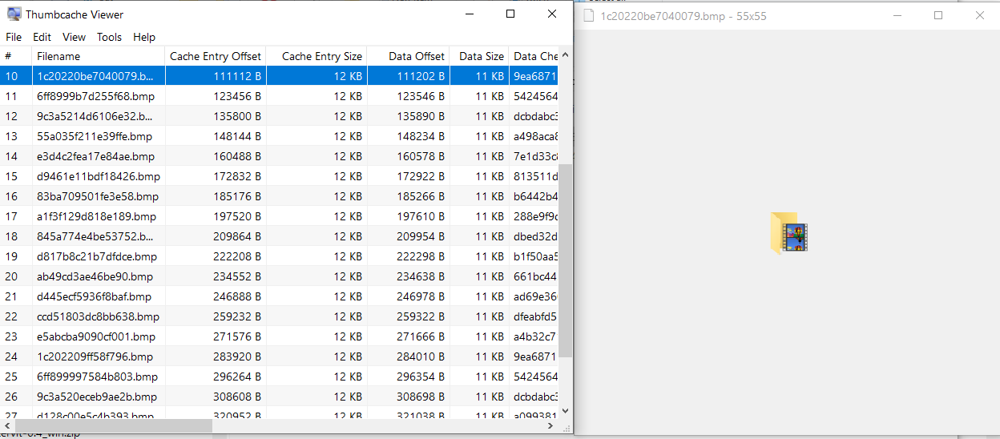 Thumbcache Viewer
File Edit View Tools Help
# Filename Cache Entry Offset Cache Entry Size Data Offset Data Size Data Che
10 1c20220be7040079.b... 111112 B 12 KB 111202 B 11 KB 9ea6871
11 6ff8999b7d255f68.bmp 123456 B 12 KB 123546 B 11 KB 5424564
12 9c3a5214d6106e32.b... 135800 B 12 KB 135890 B 11 KB dcbdabc3
13 55a035f211e39ffe.bmp 148144 B 12 KB 148234 B 11 KB a498aca8
14 e3d4c2fea17e84ae.bmp 160488 B 12 KB 160578 B 11 KB 7e1d33c8
15 d9461e11bdf18426.bmp 172832 B 12 KB 172922 B 11 KB 813511d
16 83ba709501fe3e58.bmp 185176 B 12 KB 185266 B 11 KB b6442b4
17 a1f3f129d818e189.bmp 197520 B 12 KB 197610 B 11 KB 288e9f9c
18 845a774e4be53752.b... 209864 B 12 KB 209954 B 11 KB dbed32d
19 d817b8c21b7dfdce.bmp 222208 B 12 KB 222298 B 11 KB b1f50aa5
20 ab49cd3ae46be90.bmp 234552 B 12 KB 234638 B 11 KB 661bc44
21 d445ecf5936f8baf.bmp 246888 B 12 KB 246978 B 11 KB ad69e36
22 ccd51803dc8bb638.bmp 259232 B 12 KB 259322 B 11 KB dfeabfd5
23 e5abcba9090cf001.bmp 271576 B 12 KB 271666 B 11 KB a4b32c7
24 1c202209ff58f796.bmp 283920 B 12 KB 284010 B 11 KB 9ea6871
25 6ff899997584b803.bmp 296264 B 12 KB 296354 B 11 KB 5424564
26 9c3a520eceb9ae2b.bmp 308608 B 12 KB 308698 B 11 KB dcbdabc3
27 d128c00e5c4b393.bmp 320952 B 12 KB 321038 B 11 KB a099381
1c20220be7040079.bmp - 55x55